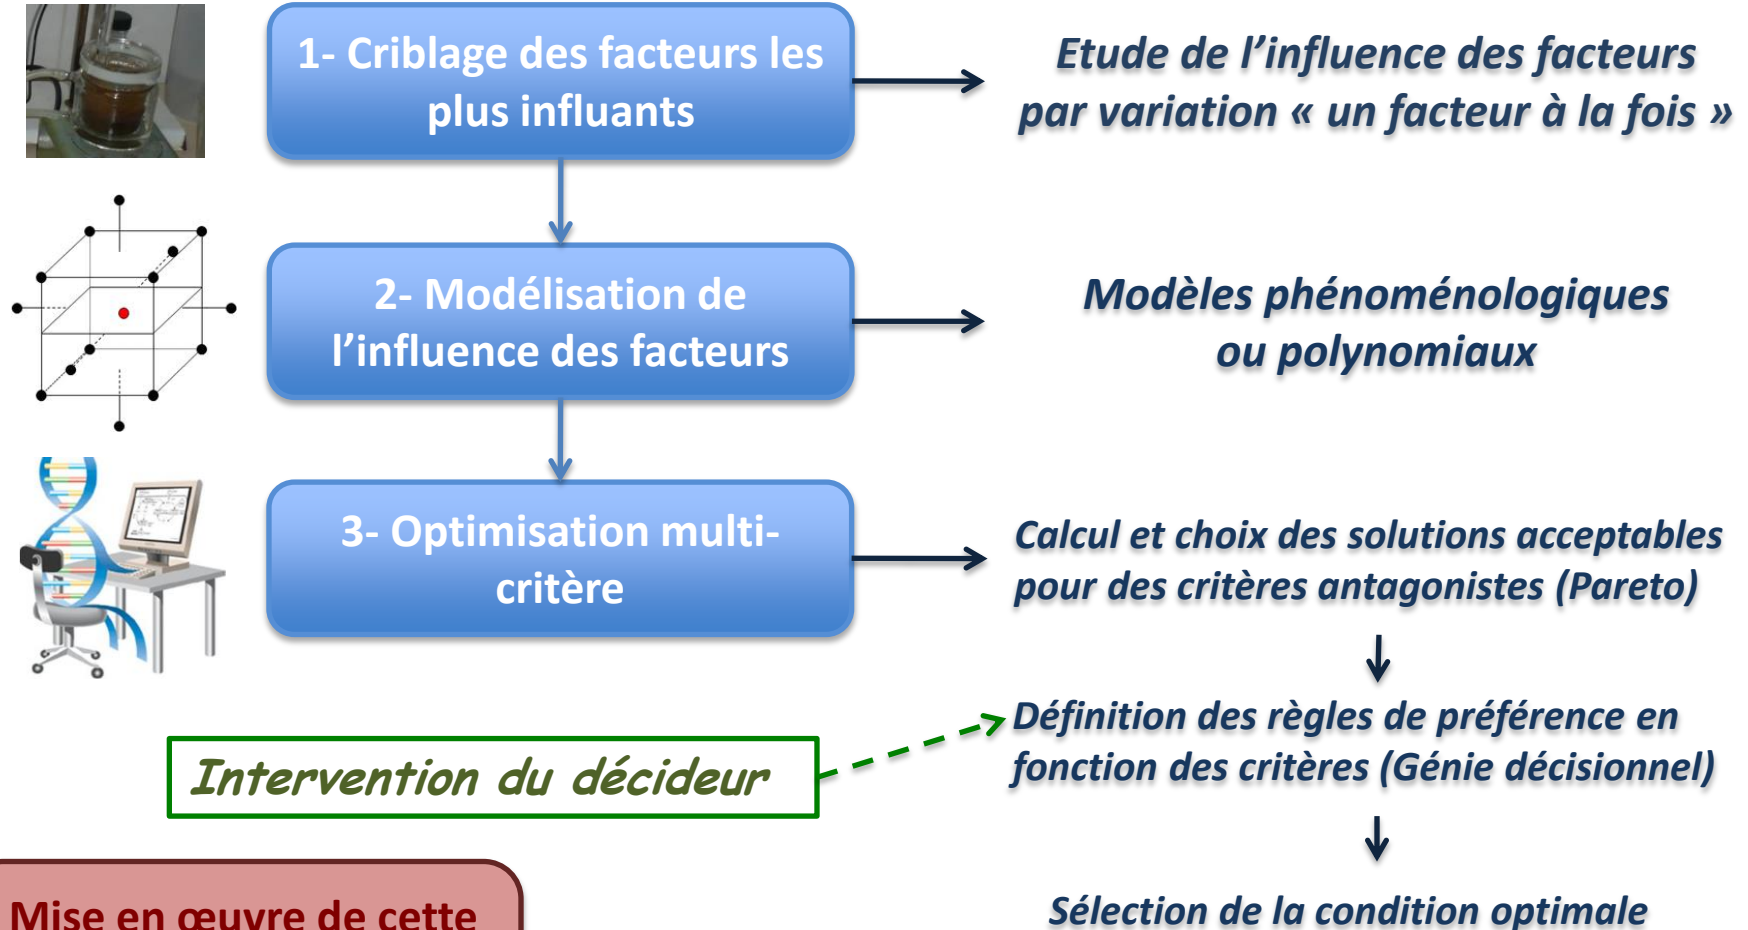 1- Criblage des facteurs les
plus influants
Etude de l’influence des facteurs
par variation « un facteur à la fois »
2- Modélisation de
l’influence des facteurs
Modèles phénoménologiques
ou polynomiaux
3- Optimisation multi-
critère
Calcul et choix des solutions acceptables
pour des critères antagonistes (Pareto)
Définition des règles de préférence en
fonction des critères (Génie décisionnel)
Intervention du décideur
Sélection de la condition optimale
Mise en œuvre de cette